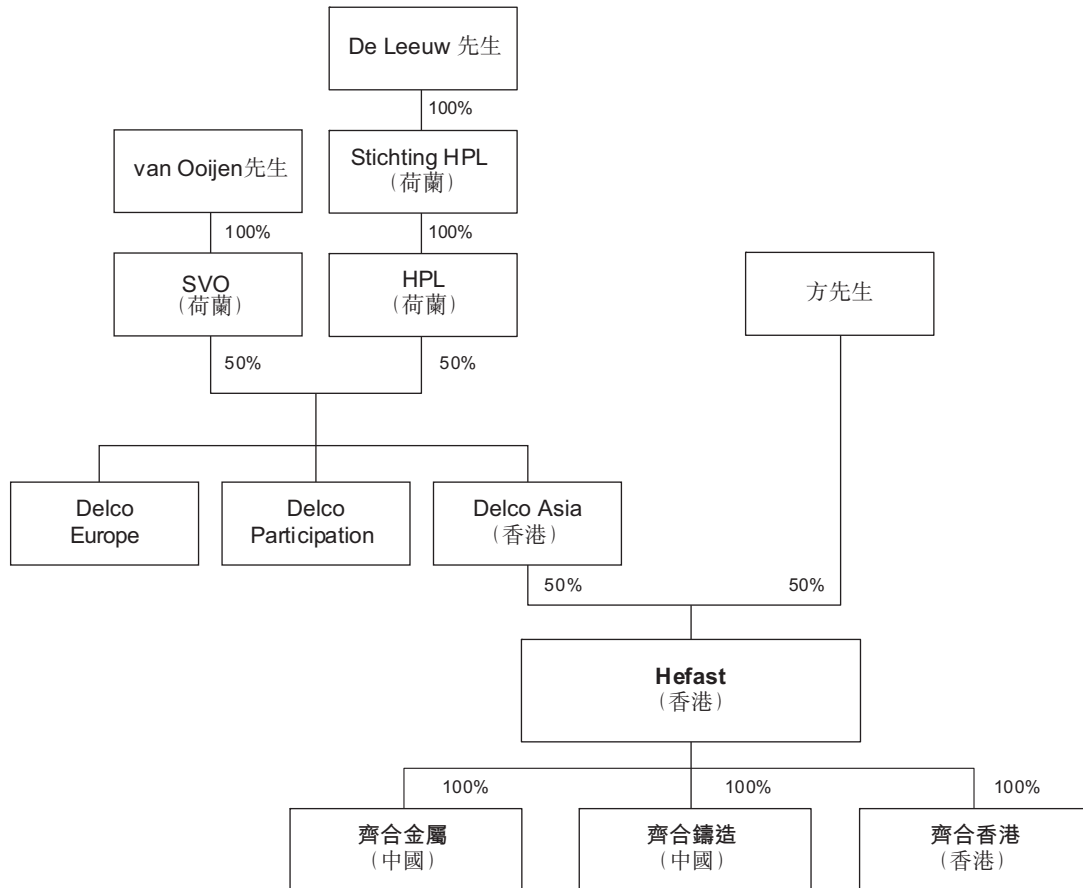 De Leeuw 先生
100%
van Ooijen先生
Stichting HPL
（荷蘭）
100%
100%
SVO
（荷蘭）
HPL
（荷蘭）
方先生
50%
50%
Delco
Europe
Delco
Participation
Delco Asia
（香港）
50%
50%
Hefast
（香港）
100%
100%
100%
齊合金屬
（中國）
齊合鑄造
（中國）
齊合香港
（香港）